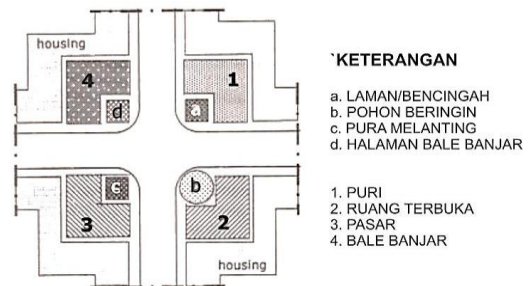 housing
4
1
d
a
c
b
3
2
housing
`KETERANGAN
a. LAMAN/BENCINGAH
b. POHON BERINGIN
c. PURA MELANTING
d. HALAMAN BALE BANJAR
1. PURI
2. RUANG TERBUKA
3. PASAR
4. BALE BANJAR